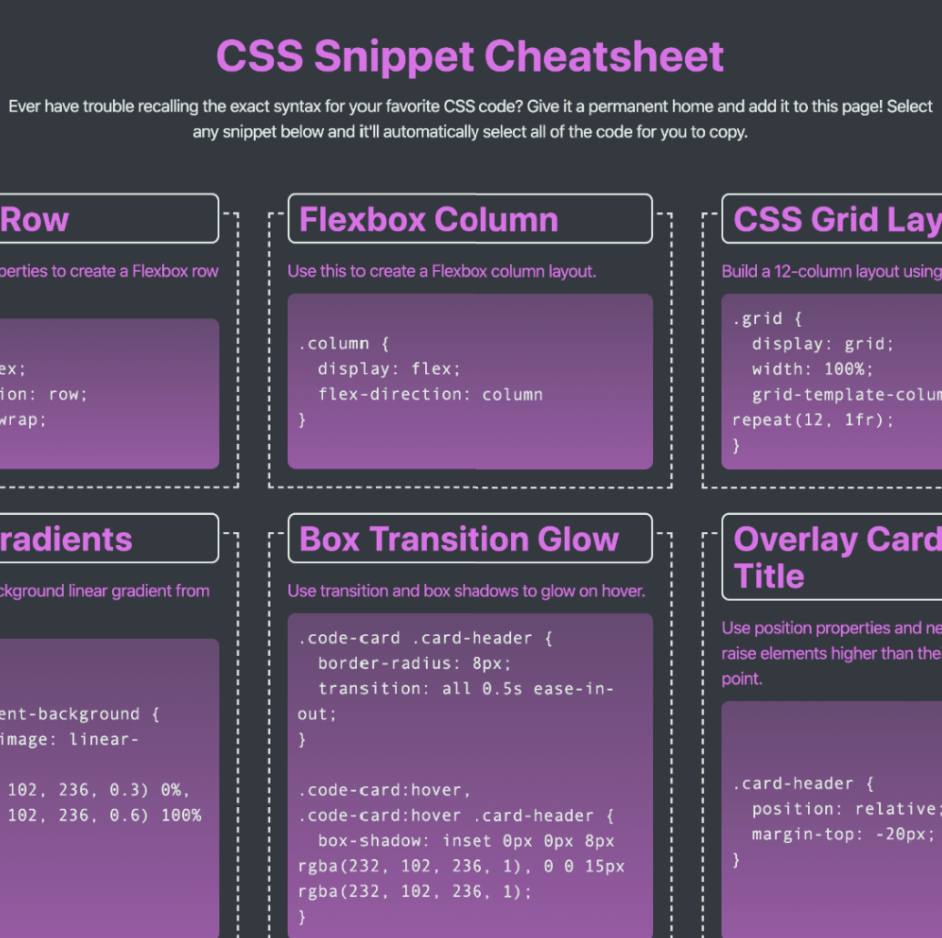 CSS Snippet Cheatsheet
Ever have trouble recalling the exact syntax for your favorite CSS code? Give it a permanent home and add it to this page! Select
any snippet below and it'll automatically select all of the code for you to copy.
Row
perties to create a Flexbox row
ex;
ion: row;
wrap;
Flexbox Column
Use this to create a Flexbox column layout.
.column {
  display: flex;
  flex-direction: column
}
CSS Grid Lay
Build a 12-column layout using
.grid {
  display: grid;
  width: 100%;
  grid-template-colum
repeat(12, 1fr);
}
radients
ckground linear gradient from
ent-background {
image: linear-
102, 236, 0.3) 0%,
102, 236, 0.6) 100%
Box Transition Glow
Use transition and box shadows to glow on hover.
.code-card .card-header {
  border-radius: 8px;
  transition: all 0.5s ease-in-
out;
}
.code-card:hover,
.code-card:hover .card-header {
  box-shadow: inset 0px 0px 8px
rgba(232, 102, 236, 1), 0 0 15px
rgba(232, 102, 236, 1);
}
Overlay Card
Title
Use position properties and ne
raise elements higher than the
point.
.card-header {
  position: relative;
  margin-top: -20px;
}